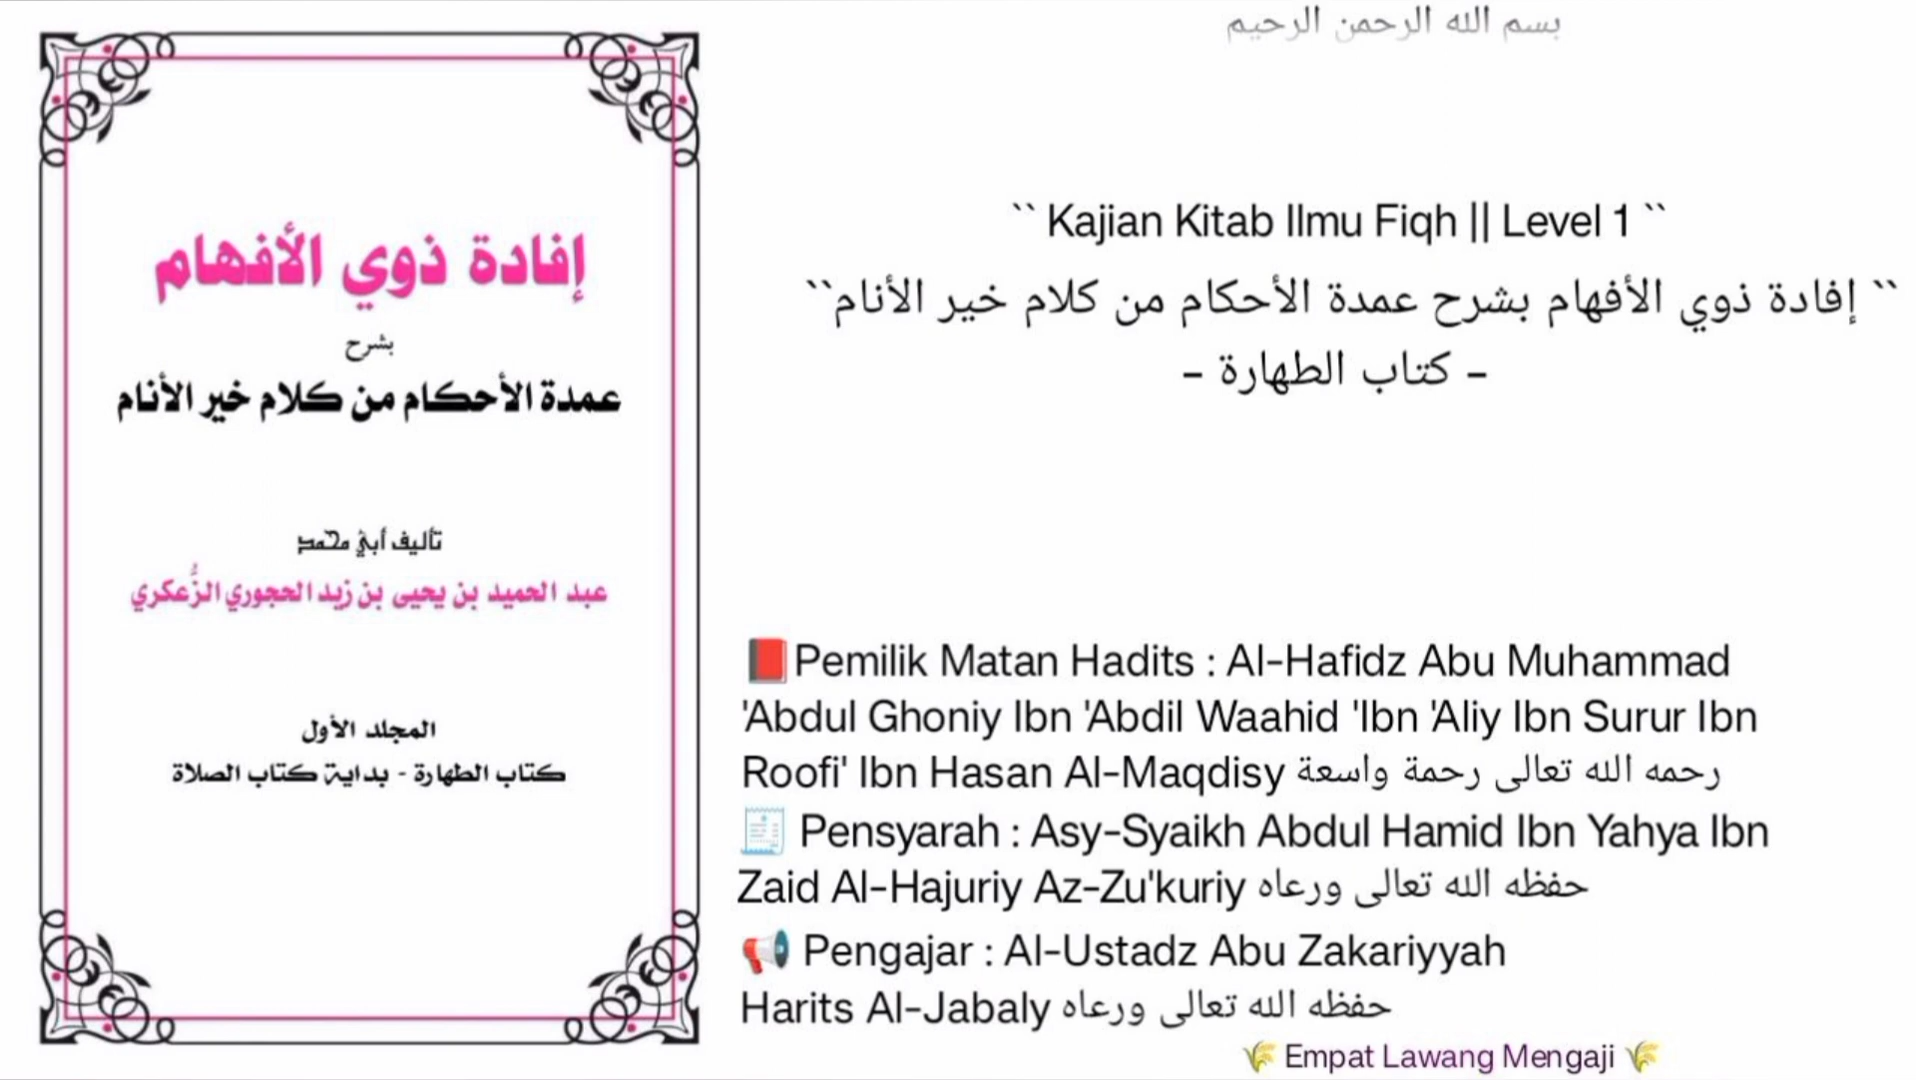 إفادة ذوي الأفهام
بشرح
عمدة الأحكام من كلام خير الأنام
تأليف أبي محمد
عبد الحميد بن يحيى بن زيد الحجوري الزُّعكري
المجلد الأول
كتاب الطهارة - بداية كتاب الصلاة
بسم الله الرحمن الرحيم
`` Kajian Kitab Ilmu Fiqh || Level 1 ``
`` إفادة ذوي الأفهام بشرح عمدة الأحكام من كلام خير الأنام``
- كتاب الطهارة -
📕Pemilik Matan Hadits : Al-Hafidz Abu Muhammad
'Abdul Ghoniy Ibn 'Abdil Waahid 'Ibn 'Aliy Ibn Surur Ibn
Roofi' Ibn Hasan Al-Maqdisy رحمه الله تعالى رحمة واسعة
🧾 Pensyarah : Asy-Syaikh Abdul Hamid Ibn Yahya Ibn
Zaid Al-Hajuriy Az-Zu'kuriy حفظه الله تعالى ورعاه
📢 Pengajar : Al-Ustadz Abu Zakariyyah
Harits Al-Jabaly حفظه الله تعالى ورعاه
🌾 Empat Lawang Mengaji 🌾